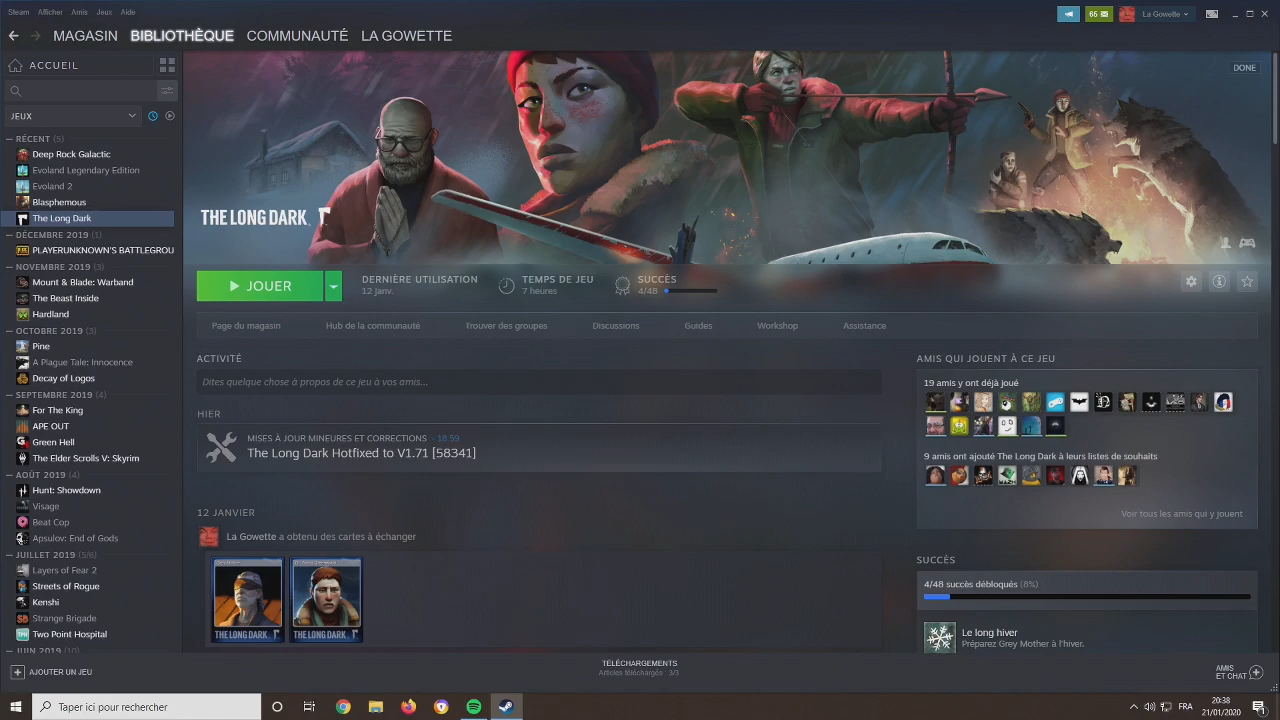 Steam Afficher Amis Jeux Aide
65
La Gowette
MAGASIN BIBLIOTHÈQUE COMMUNAUTÉ LA GOWETTE
ACCUEIL
JEUX
RÉCENT (5)
Deep Rock Galactic
Evoland Legendary Edition
Evoland 2
Blasphemous
The Long Dark
DÉCEMBRE 2019 (1)
PLAYERUNKNOWN'S BATTLEGROU
NOVEMBRE 2019 (3)
Mount & Blade: Warband
The Beast Inside
Hardland
OCTOBRE 2019 (3)
Pine
A Plague Tale: Innocence
Decay of Logos
SEPTEMBRE 2019 (4)
For The King
APE OUT
Green Hell
The Elder Scrolls V: Skyrim
AOÛT 2019 (4)
Hunt: Showdown
Visage
Beat Cop
Apsulov: End of Gods
JUILLET 2019 (5/6)
Layers of Fear 2
Streets of Rogue
Kenshi
Strange Brigade
Two Point Hospital
JUIN 2019 (10)
AJOUTER UN JEU
DONE
THE LONG DARK
JOUER
DERNIÈRE UTILISATION
12 janv.
TEMPS DE JEU
7 heures
SUCCÈS
4/48
Page du magasin Hub de la communauté Trouver des groupes Discussions Guides Workshop Assistance
ACTIVITÉ
Dites quelque chose à propos de ce jeu à vos amis...
HIER
MISES À JOUR MINEURES ET CORRECTIONS - 18:59
The Long Dark Hotfixed to V1.71 [58341]
12 JANVIER
La Gowette a obtenu des cartes à échanger
THE LONG DARK
THE LONG DARK
AMIS QUI JOUENT À CE JEU
19 amis y ont déjà joué
9 amis ont ajouté The Long Dark à leurs listes de souhaits
Voir tous les amis qui y jouent
SUCCÈS
4/48 succès débloqués (8%)
Le long hiver
Préparez Grey Mother à l'hiver.
TÉLÉCHARGEMENTS
Articles téléchargés : 3/3
AMIS
ET CHAT
Taper ici pour rechercher
FRA
20:38
21/01/2020